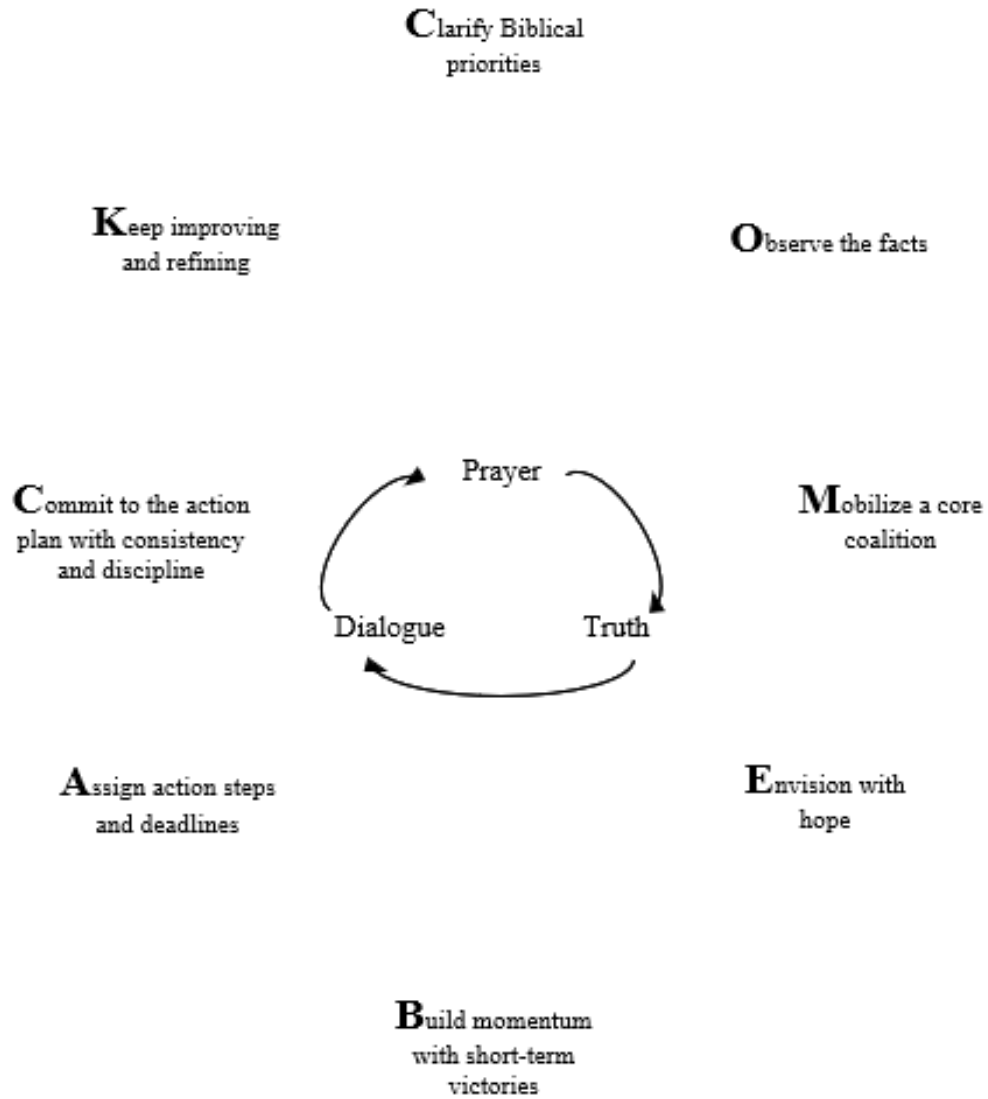 Clarify Biblical
priorities
Observe the facts
Mobilize a core
coalition
Envision with
hope
Build momentum
with short-term
victories
Assign action steps
and deadlines
Commit to the action
plan with consistency
and discipline
Keep improving
and refining
Prayer
Truth
Dialogue